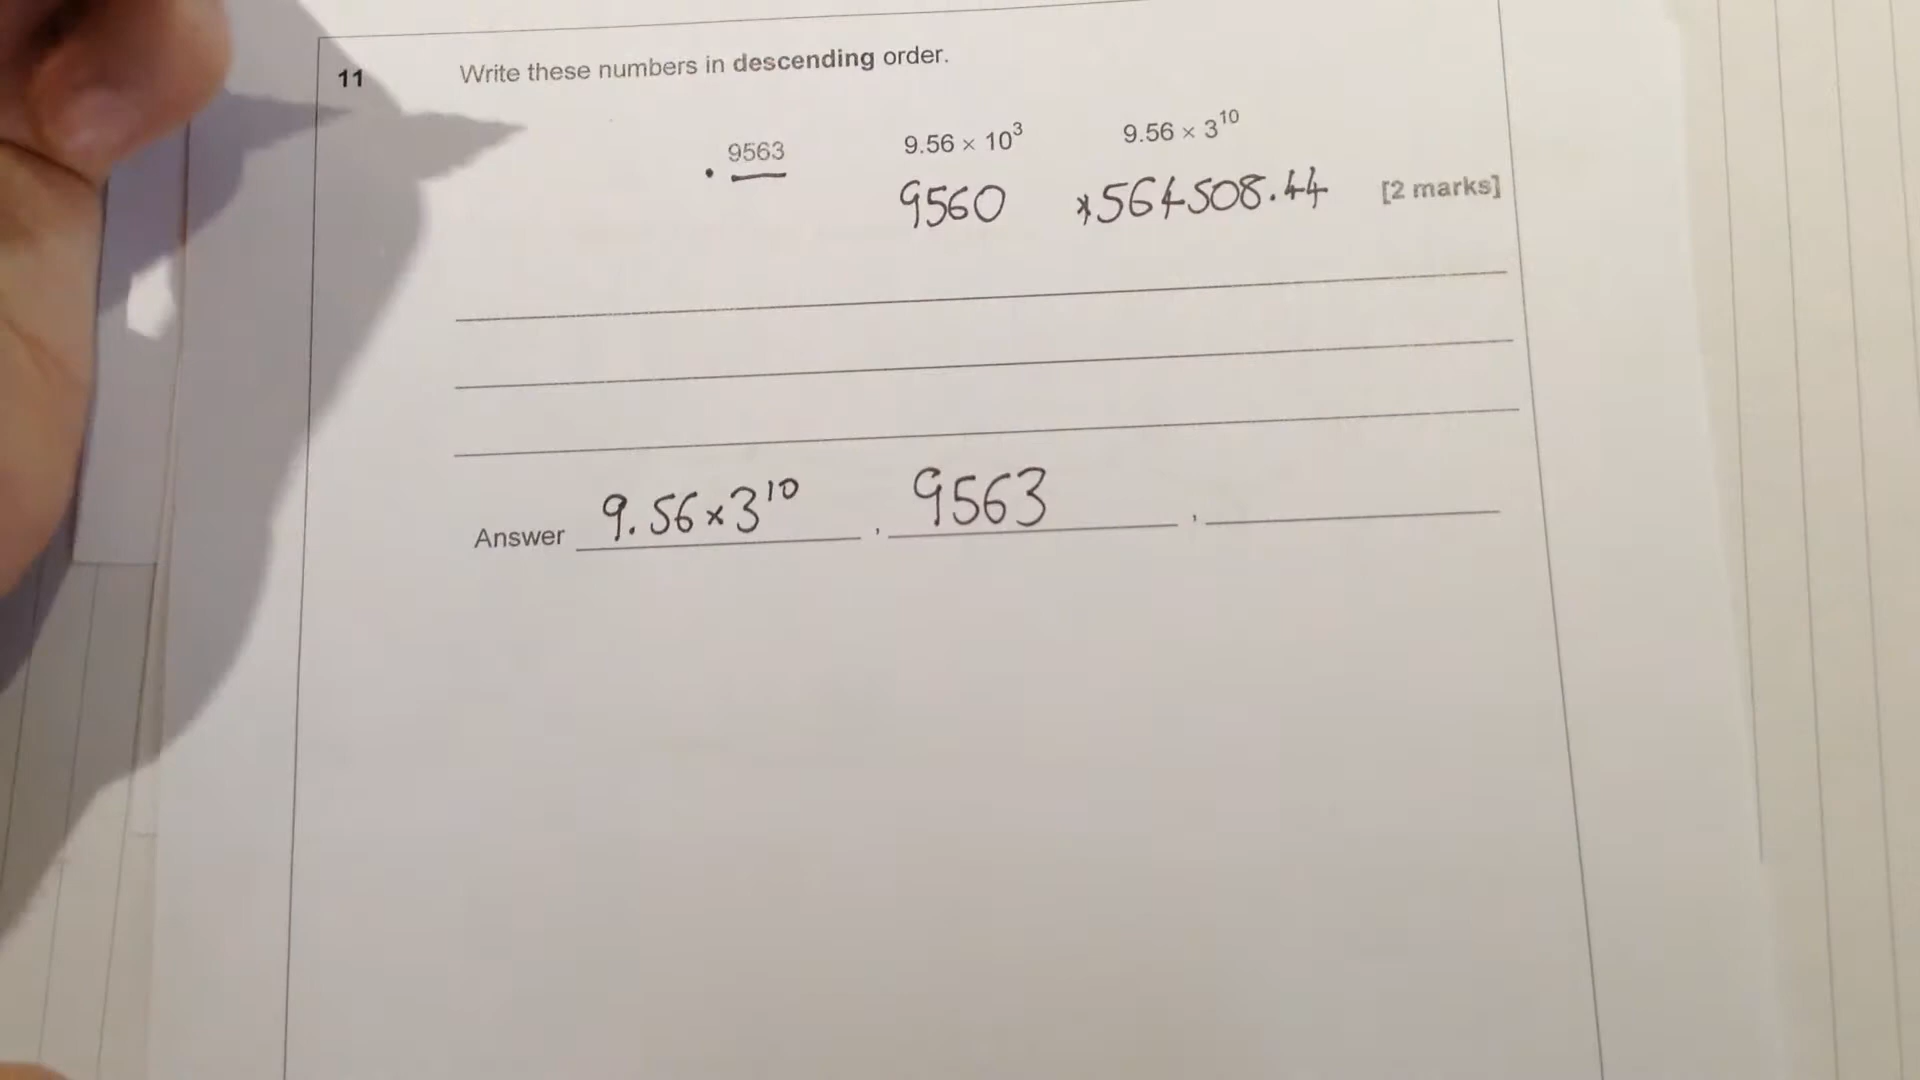 11 Write these numbers in descending order.
9563 9.56 × 10³ 9.56 × 3¹⁰
9560 *564508.44 [2 marks]
Answer 9.56×3¹⁰ , 9563 ,